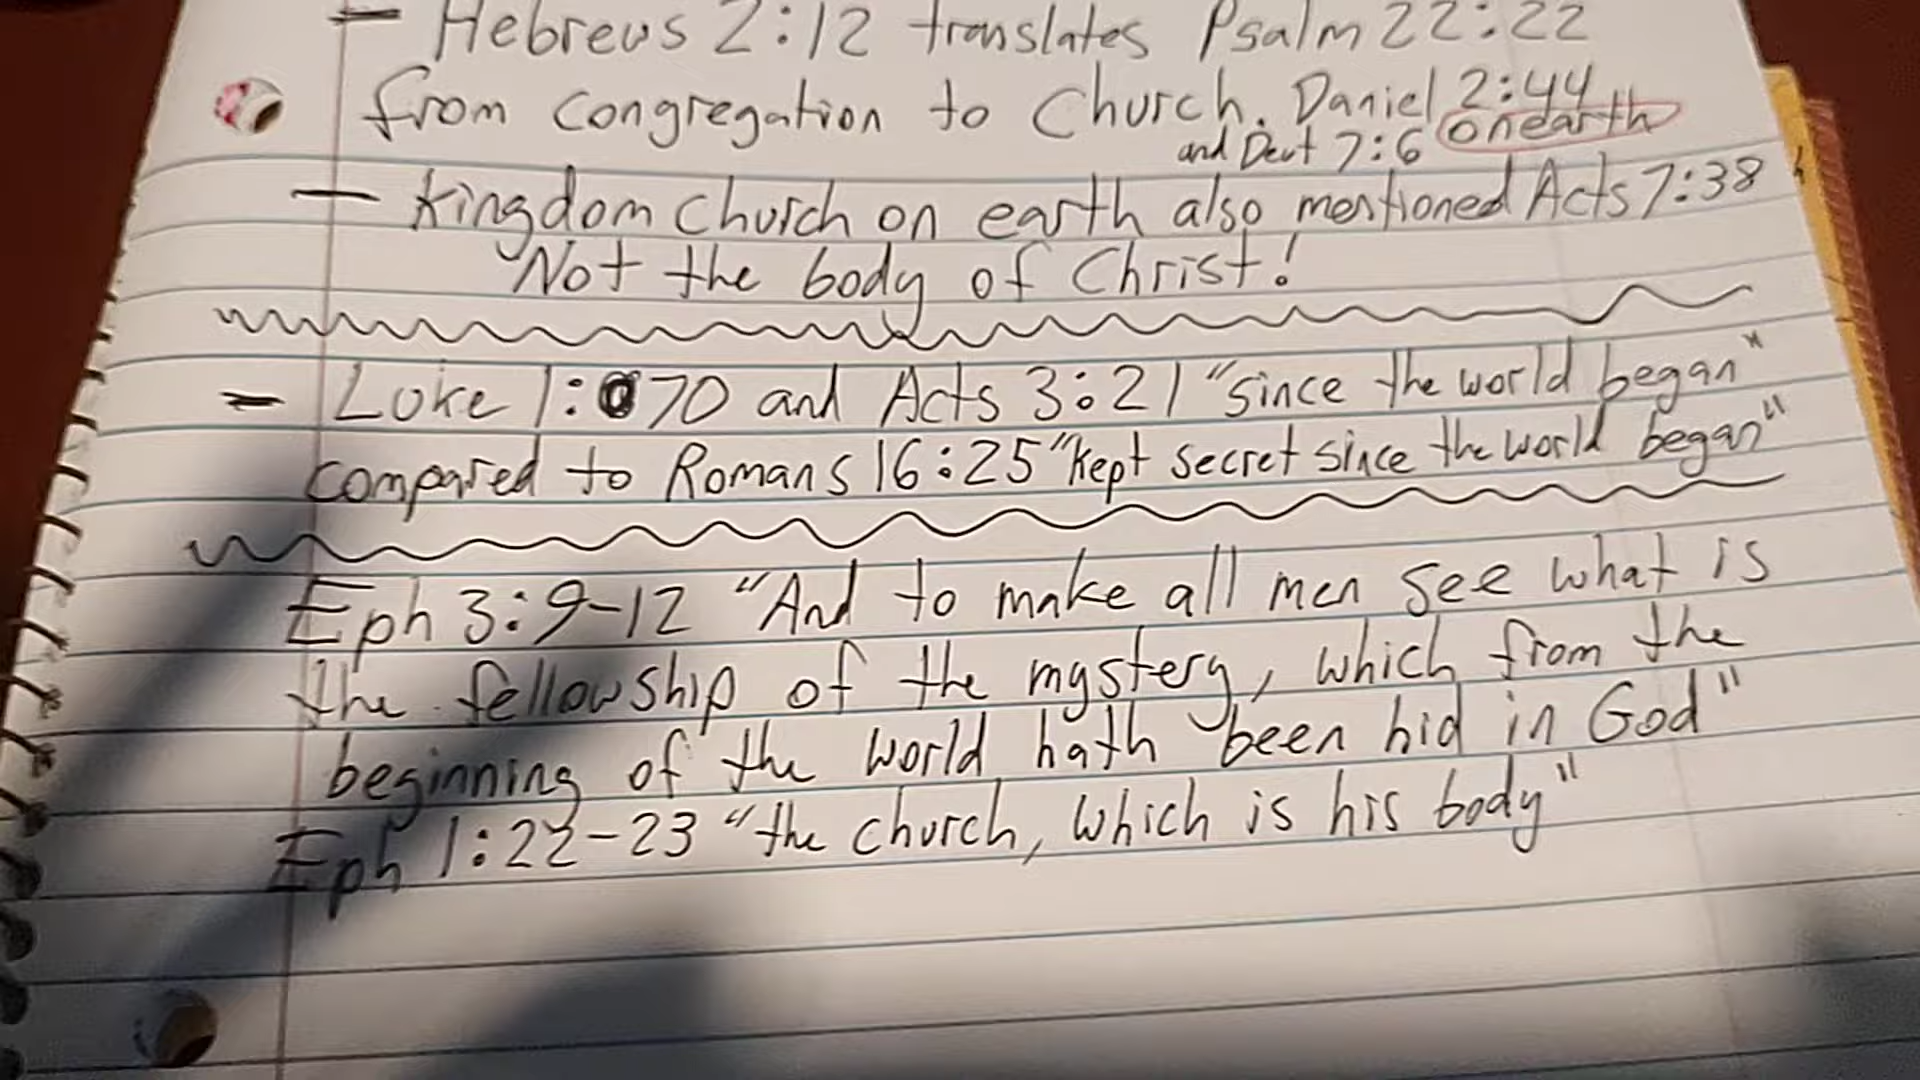 - Hebrews 2:12 translates Psalm 22:22
from congregation to Church. Daniel 2:44
and Deut 7:6 on earth
- Kingdom Church on earth also mentioned Acts 7:38
Not the body of Christ!
- Luke 1:70 and Acts 3:21 "since the world began"
compared to Romans 16:25 "kept secret since the world began"
Eph 3:9-12 "And to make all men see what is
the fellowship of the mystery, which from the
beginning of the world hath been hid in God"
Eph 1:22-23 "the church, which is his body"